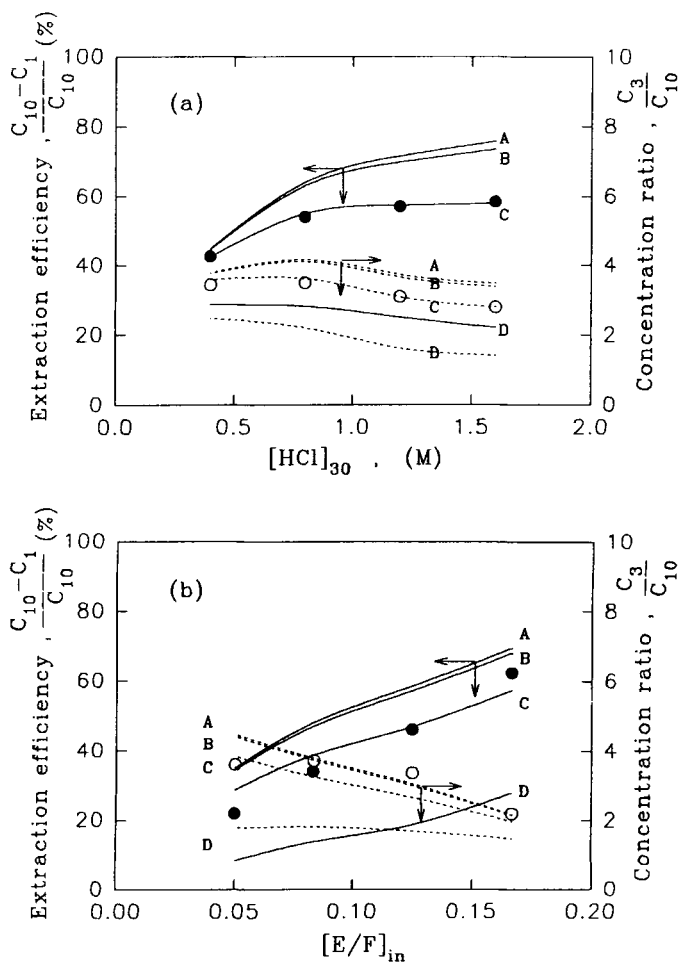 (a)
Extraction efficiency , C10-C1 / C10 (%)
100
80
60
40
20
0
10
8
6
4
2
0
Concentration ratio , C3 / C10
A
B
C
A
B
C
D
D
0.0
0.5
1.0
1.5
2.0
[HCl]30 , (M)
(b)
Extraction efficiency , C10-C1 / C10 (%)
100
80
60
40
20
0
10
8
6
4
2
0
Concentration ratio , C3 / C10
A
B
C
A
B
C
D
D
0.00
0.05
0.10
0.15
0.20
[E/F]in